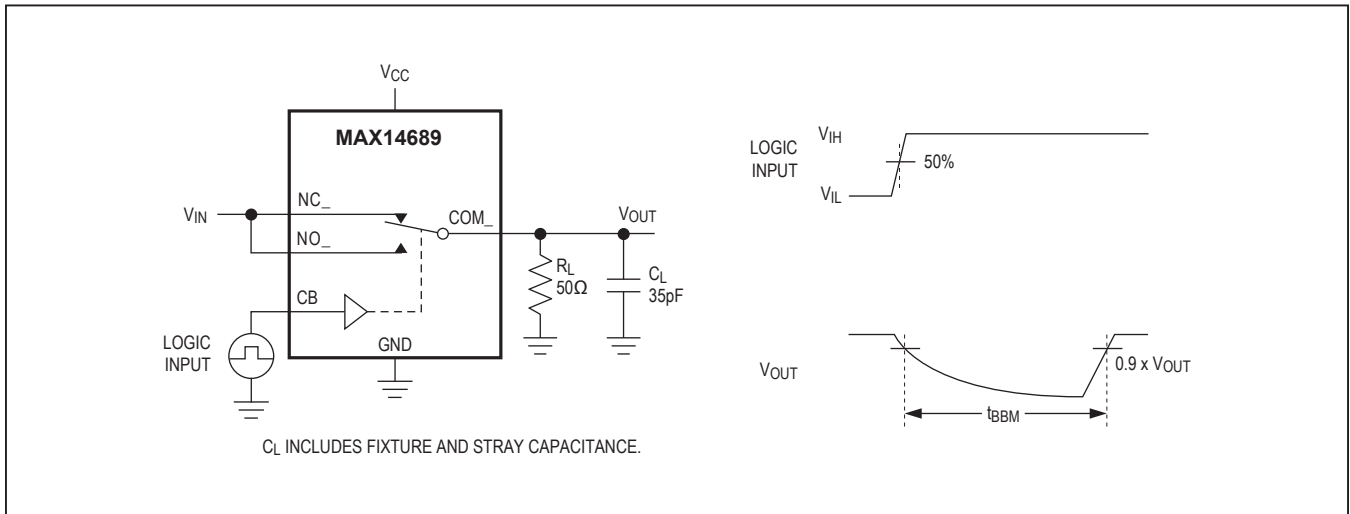 VCC
MAX14689
VIN
NC_
NO_
COM_
VOUT
RL
50Ω
CL
35pF
CB
LOGIC
INPUT
GND
CL INCLUDES FIXTURE AND STRAY CAPACITANCE.
LOGIC
INPUT
VIH
VIL
50%
VOUT
0.9 x VOUT
tBBM